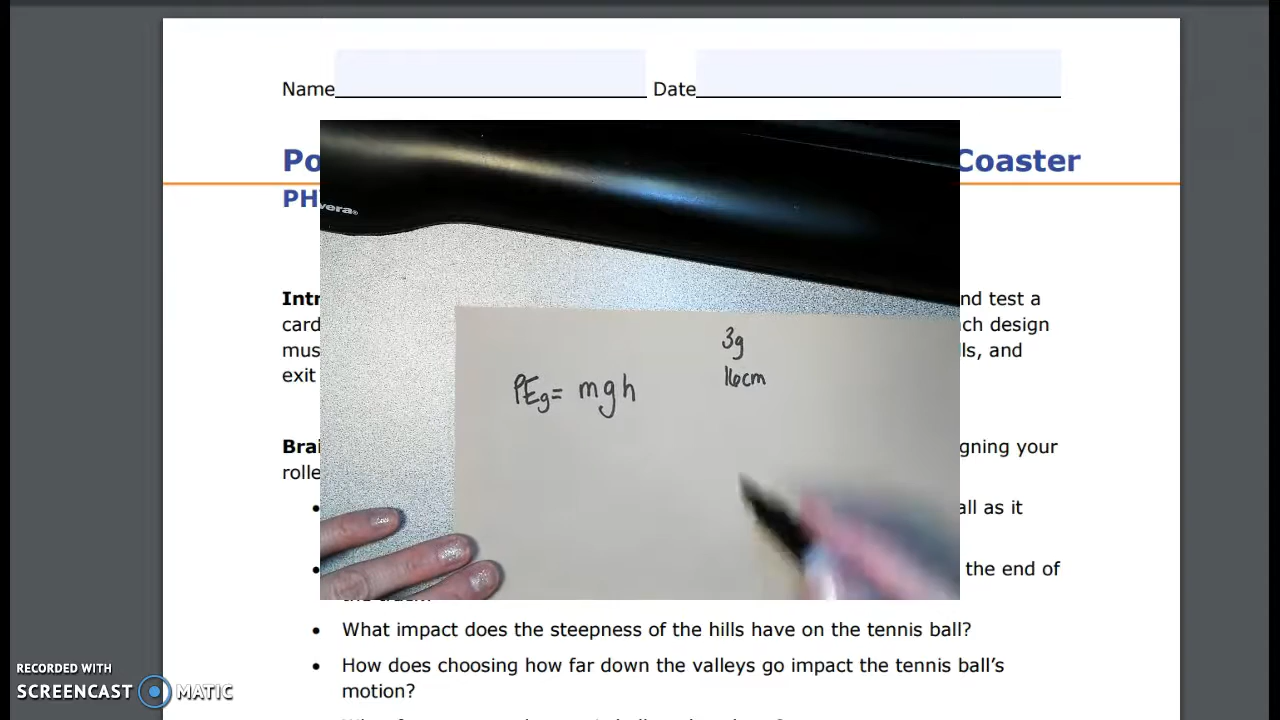 Name Date
Po Coaster
PH
vera®
Intr nd test a
card ach design
mus lls, and
exit
3g
16cm
PEg= mgh
Brai gning your
rolle
• all as it
• the end of
• What impact does the steepness of the hills have on the tennis ball?
• How does choosing how far down the valleys go impact the tennis ball's
motion?
RECORDED WITH
SCREENCAST MATIC